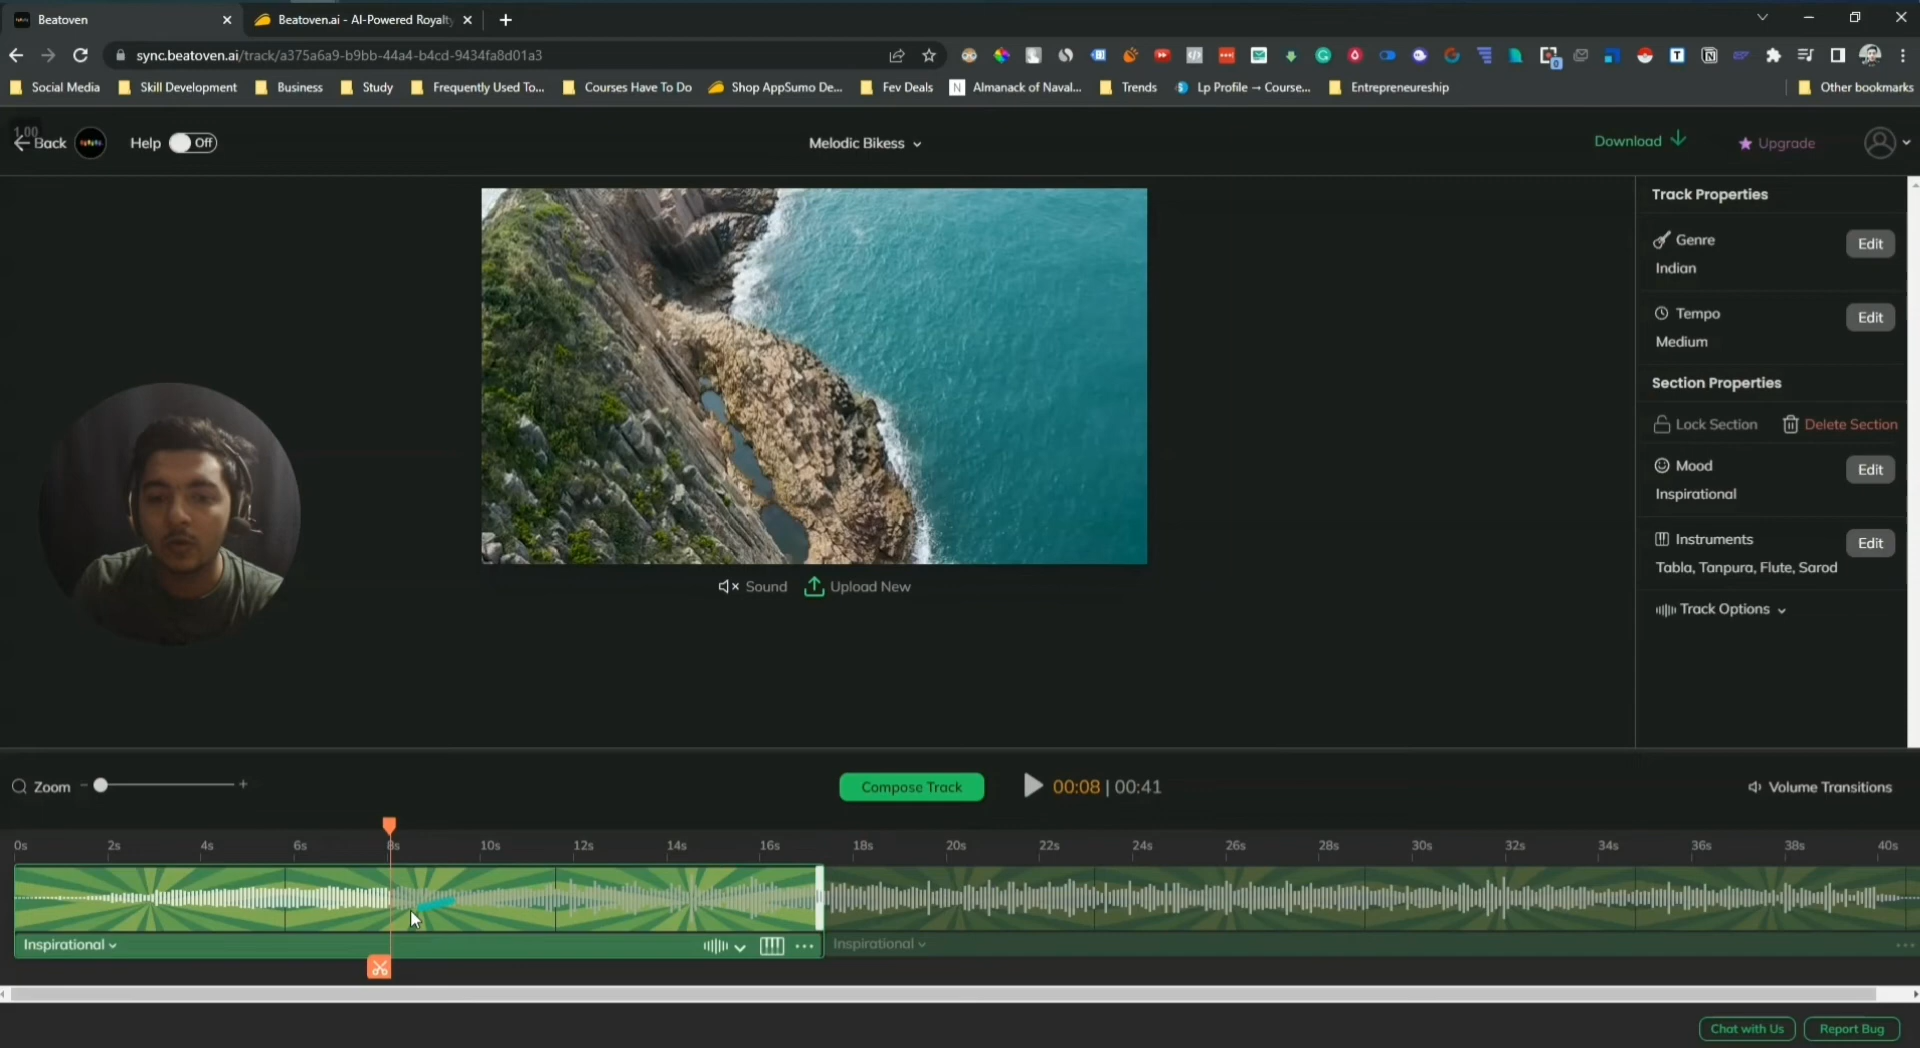 Beatoven
Beatoven.ai - AI-Powered Royalty
sync.beatoven.ai/track/a375a6a9-b9bb-44a4-b4cd-9434fa8d01a3
Social Media
Skill Development
Business
Study
Frequently Used To...
Courses Have To Do
Shop AppSumo De...
Fev Deals
N Almanack of Naval...
Trends
Lp Profile → Course...
Entrepreneureship
Other bookmarks
1.00
Back
Help
Off
Melodic Bikess
Download
Upgrade
Track Properties
Genre
Edit
Indian
Tempo
Edit
Medium
Section Properties
Lock Section
Delete Section
Mood
Edit
Inspirational
Instruments
Edit
Tabla, Tanpura, Flute, Sarod
Track Options
Sound
Upload New
Zoom - +
Compose Track
00:08 | 00:41
Volume Transitions
0s 2s 4s 6s 8s 10s 12s 14s 16s 18s 20s 22s 24s 26s 28s 30s 32s 34s 36s 38s 40s
Inspirational
Inspirational
Chat with Us
Report Bug